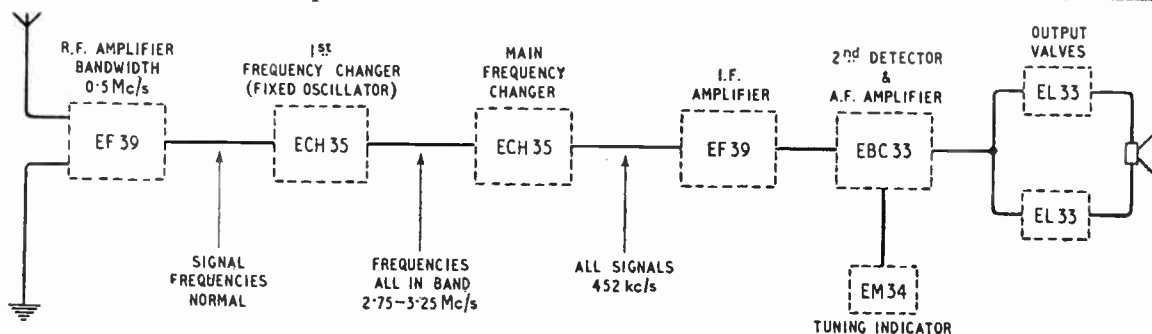 R.F. AMPLIFIER
BANDWIDTH
0·5 Mc/s
EF 39
1st
FREQUENCY CHANGER
(FIXED OSCILLATOR)
ECH 35
MAIN
FREQUENCY
CHANGER
ECH 35
I.F.
AMPLIFIER
EF 39
2nd DETECTOR
&
A.F. AMPLIFIER
EBC 33
OUTPUT
VALVES
EL 33
EL 33
SIGNAL
FREQUENCIES
NORMAL
FREQUENCIES
ALL IN BAND
2·75–3·25 Mc/s
ALL SIGNALS
452 kc/s
EM34
TUNING INDICATOR